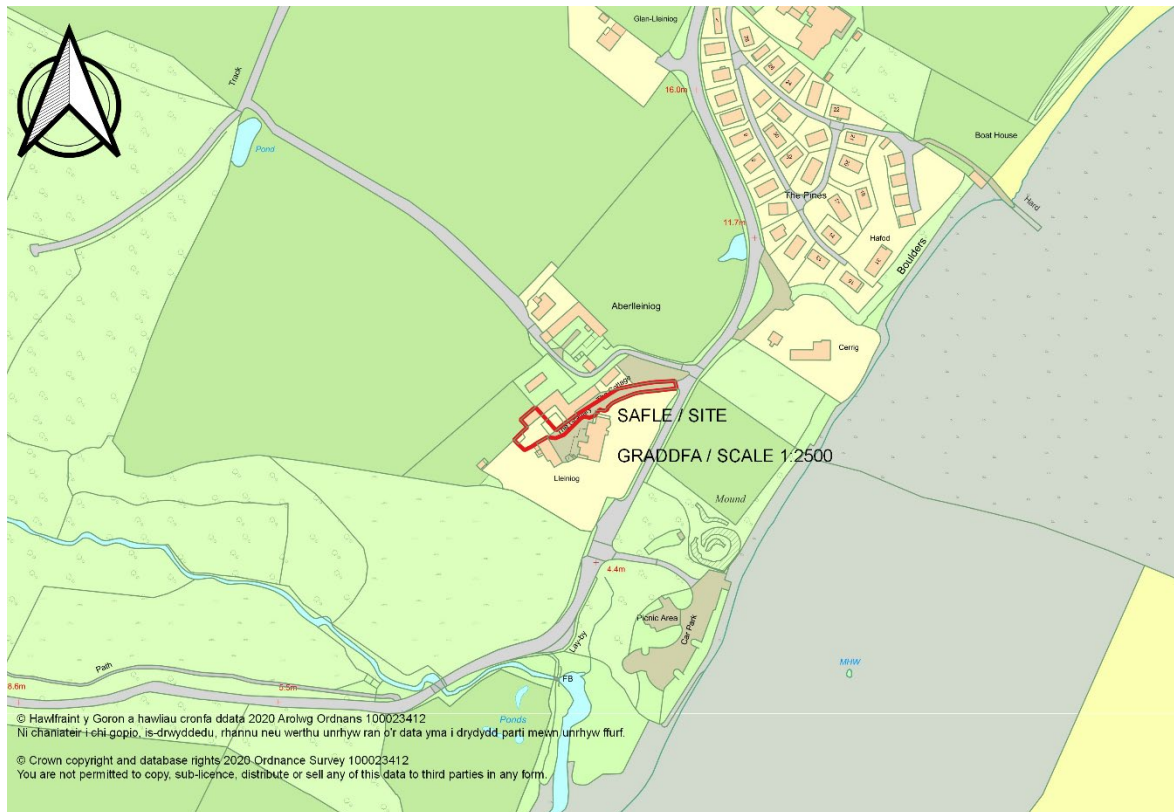 Glan-Lleiniog
Track
16.0m
Pond
Boat House
Hard
The Pines
Hafod
Boulders
11.7m
Aberlleiniog
Cerrig
SAFLE / SITE
GRADDFA / SCALE 1:2500
Lleiniog
Mound
4.4m
Picnic Area
Car Park
Lay-by
Path
FB
MHW
8.6m
5.5m
Ponds
© Hawlfraint y Goron a hawliau cronfa ddata 2020 Arolwg Ordnans 100023412
Ni chaniateir i chi gopio, is-drwyddedu, rhannu neu werthu unrhyw ran o'r data yma i drydydd parti mewn unrhyw ffurf.
© Crown copyright and database rights 2020 Ordnance Survey 100023412
You are not permitted to copy, sub-licence, distribute or sell any of this data to third parties in any form.